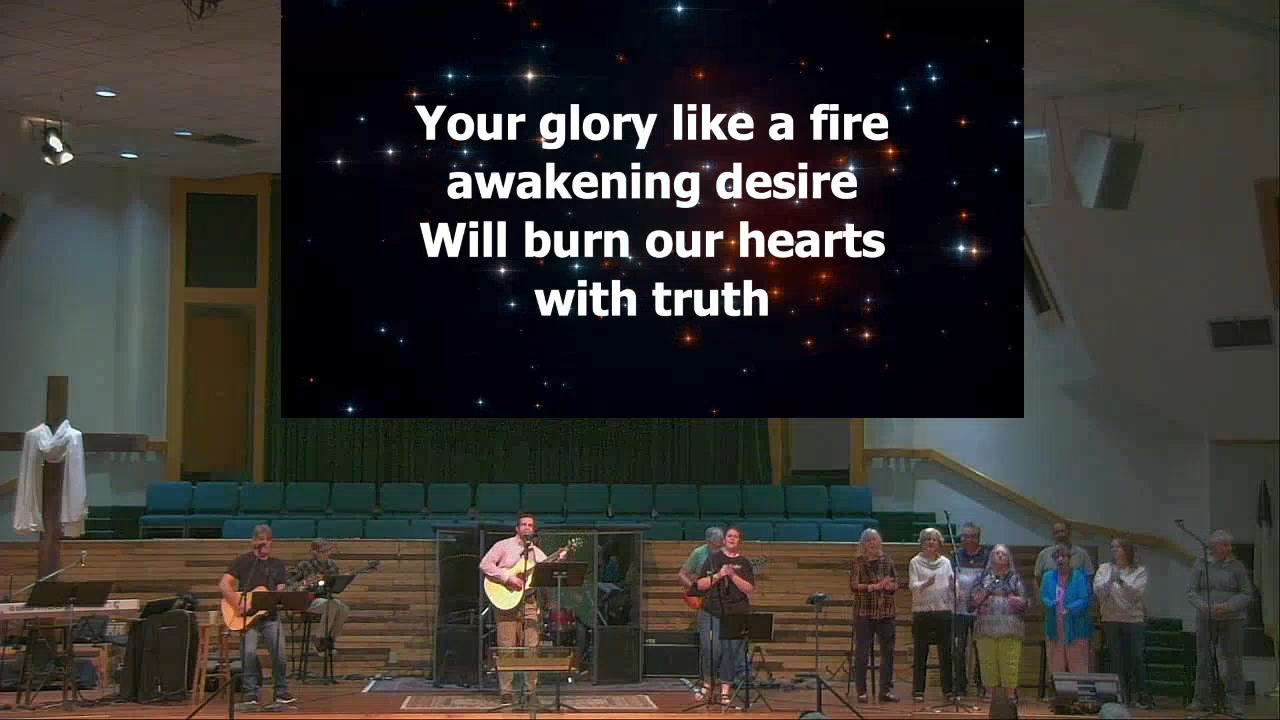 Your glory like a fire
awakening desire
Will burn our hearts
with truth